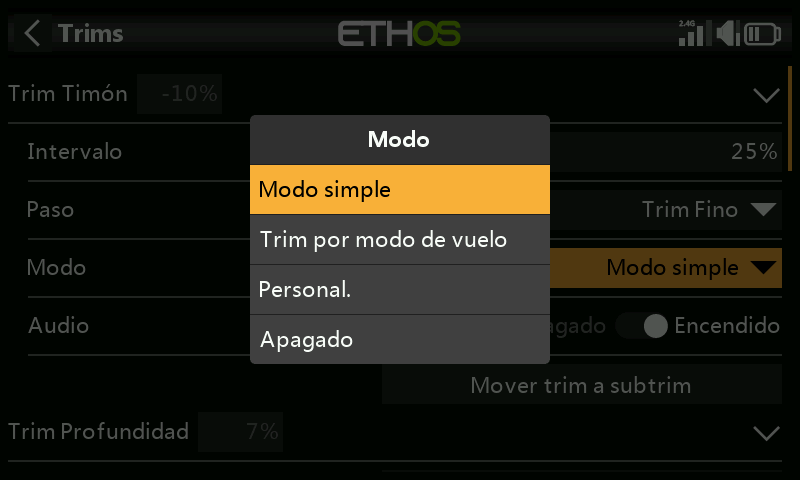 Trims
ETHOS
2.4G
Trim Timón -10%
Modo
Intervalo 25%
Modo simple
Paso Trim Fino
Trim por modo de vuelo
Modo Modo simple
Personal.
Audio Encendido
Apagado
Mover trim a subtrim
Trim Profundidad 7%